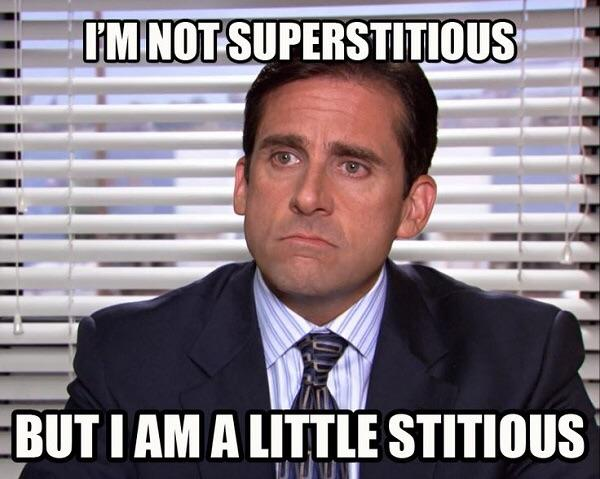 I'M NOT SUPERSTITIOUS
BUT I AM A LITTLE STITIOUS